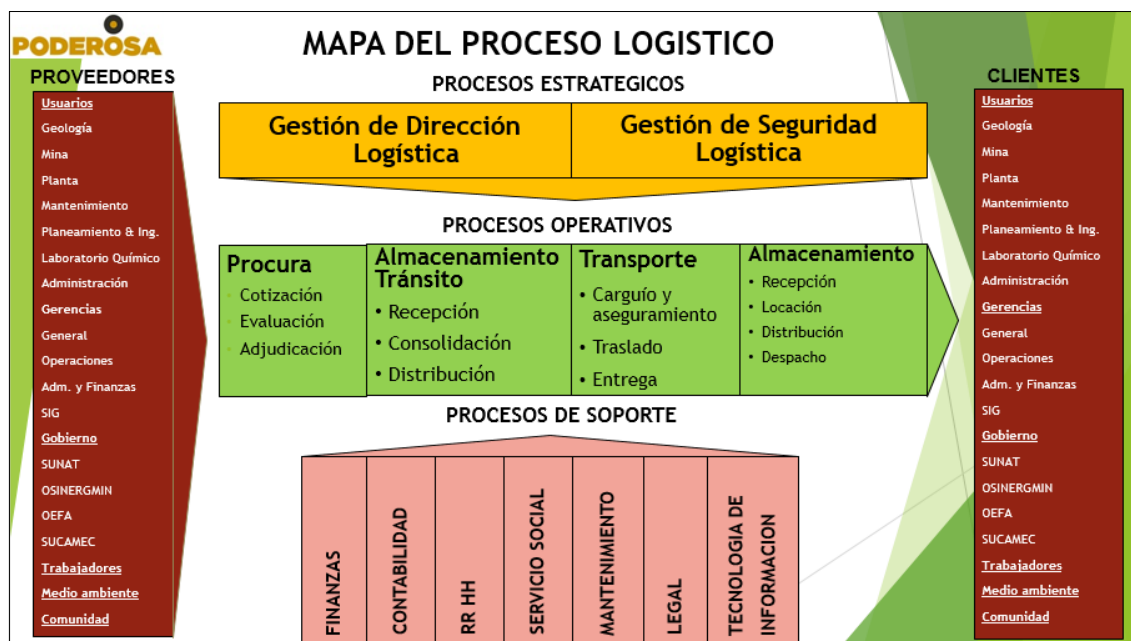 PODEROSA
MAPA DEL PROCESO LOGISTICO
PROVEEDORES
Usuarios
Geología
Mina
Planta
Mantenimiento
Planeamiento & Ing.
Laboratorio Químico
Administración
Gerencias
General
Operaciones
Adm. y Finanzas
SIG
Gobierno
SUNAT
OSINERGMIN
OEFA
SUCAMEC
Trabajadores
Medio ambiente
Comunidad
PROCESOS ESTRATEGICOS
Gestión de Dirección
Logística
Gestión de Seguridad
Logística
PROCESOS OPERATIVOS
Procura
• Cotización
• Evaluación
• Adjudicación
Almacenamiento
Tránsito
• Recepción
• Consolidación
• Distribución
Transporte
• Carguío y
aseguramiento
• Traslado
• Entrega
Almacenamiento
• Recepción
• Locación
• Distribución
• Despacho
PROCESOS DE SOPORTE
FINANZAS
CONTABILIDAD
RR HH
SERVICIO SOCIAL
MANTENIMIENTO
LEGAL
TECNOLOGIA DE
INFORMACION
CLIENTES
Usuarios
Geología
Mina
Planta
Mantenimiento
Planeamiento & Ing.
Laboratorio Químico
Administración
Gerencias
General
Operaciones
Adm. y Finanzas
SIG
Gobierno
SUNAT
OSINERGMIN
OEFA
SUCAMEC
Trabajadores
Medio ambiente
Comunidad